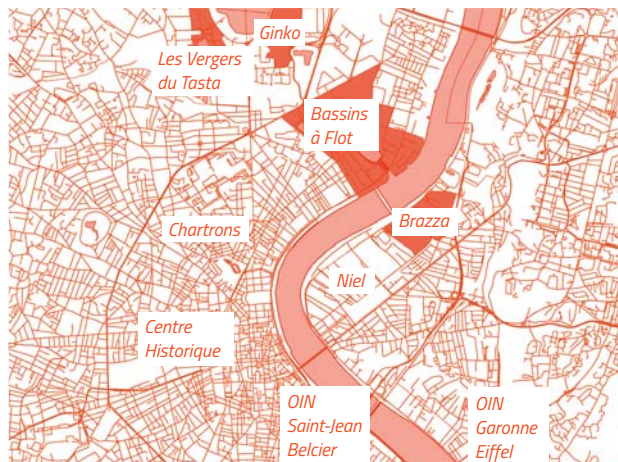 Ginko
Les Vergers
du Tasta
Bassins
à Flot
Chartrons
Brazza
Niel
Centre
Historique
OIN
Saint-Jean
Belcier
OIN
Garonne
Eiffel